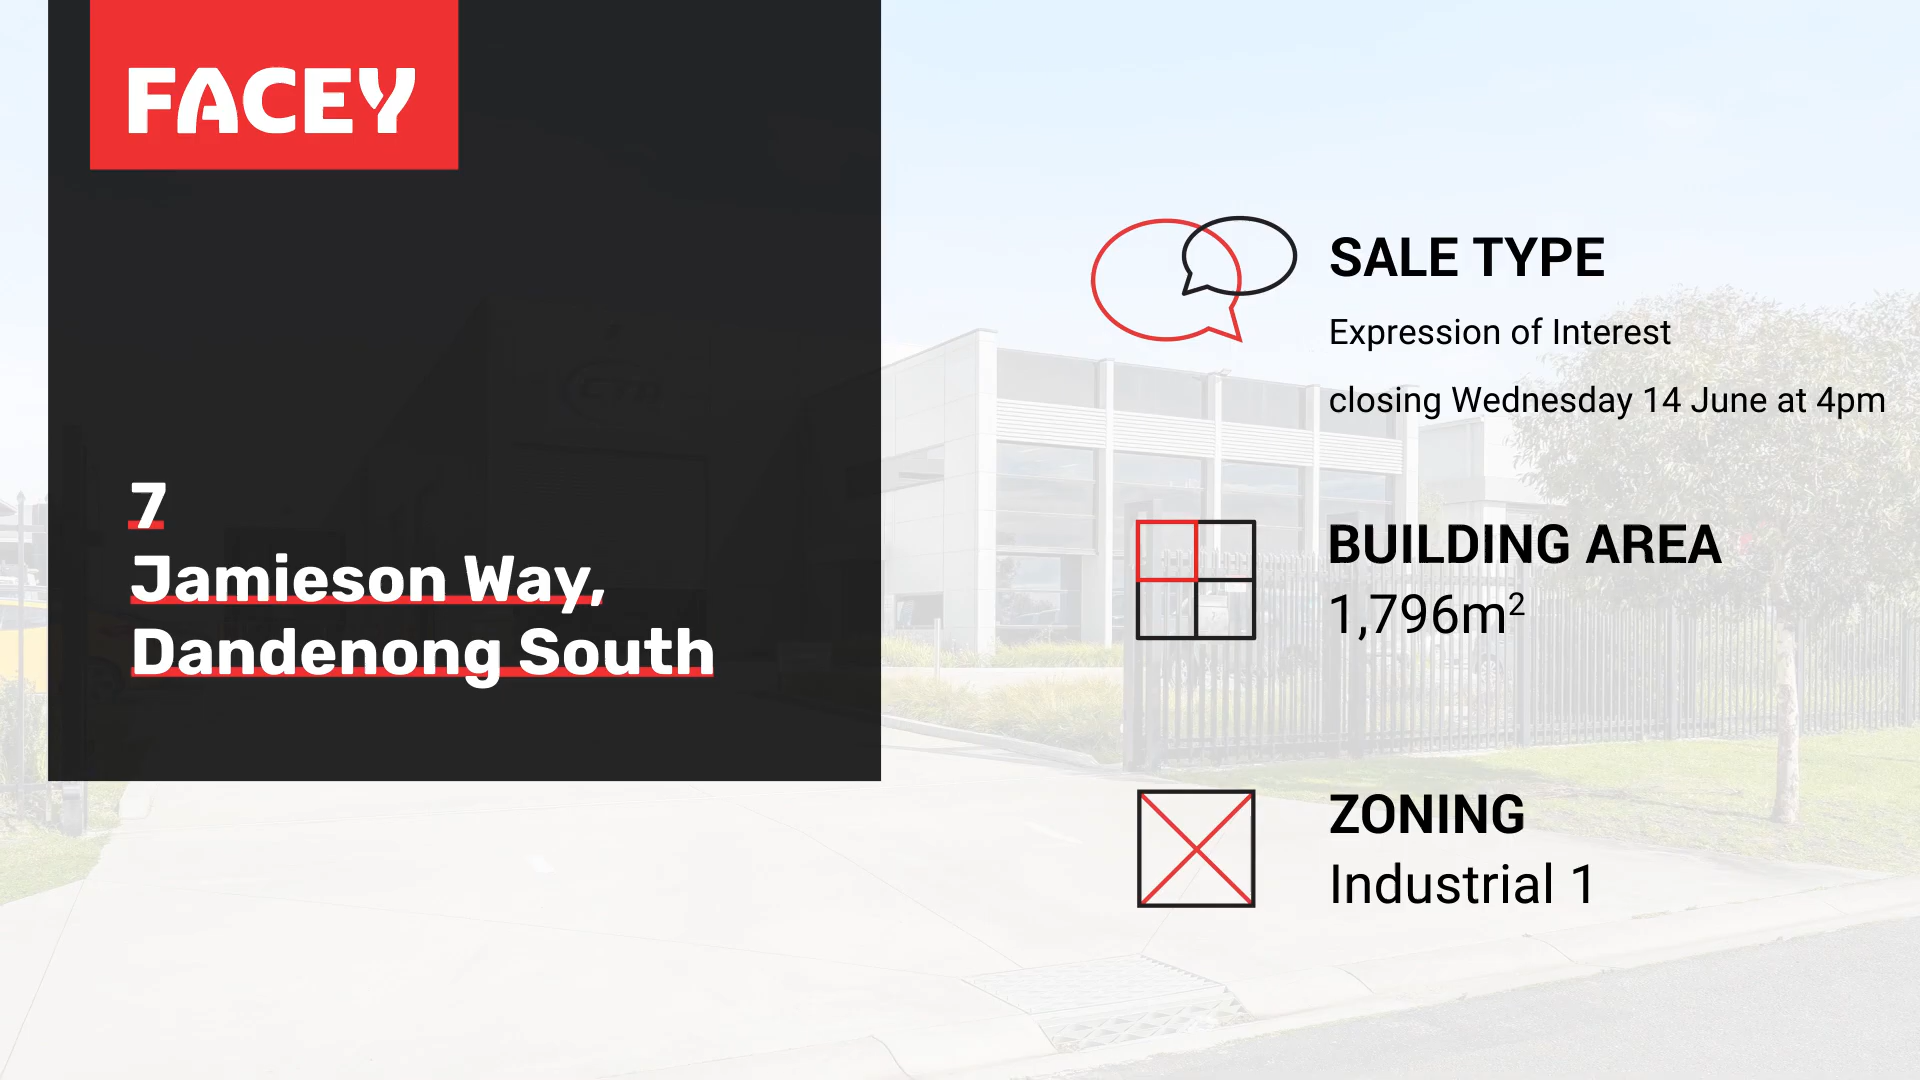 FACEY
7
Jamieson Way,
Dandenong South
SALE TYPE
Expression of Interest
closing Wednesday 14 June at 4pm
BUILDING AREA
1,796m²
ZONING
Industrial 1